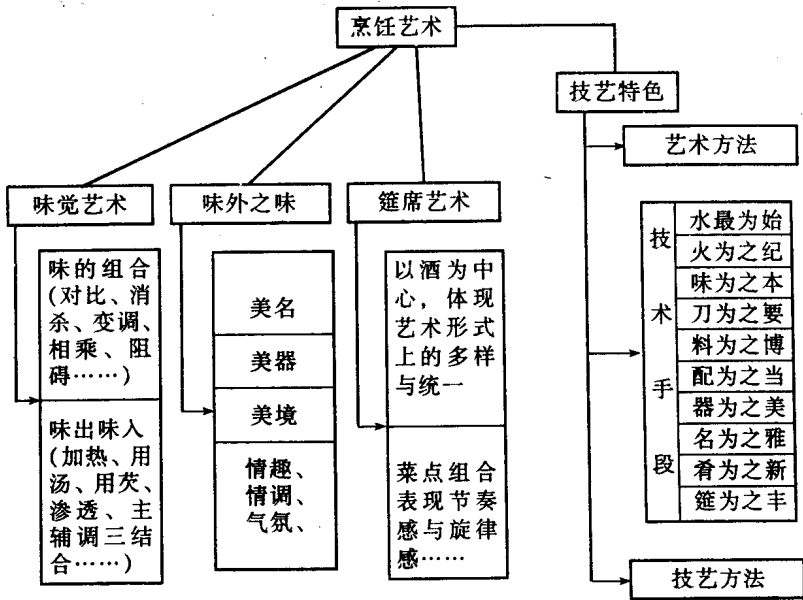 烹饪艺术
技艺特色
艺术方法
味觉艺术
味外之味
筵席艺术
味的组合
(对比、消
杀、变调、
相乘、阻
碍……)
味出味入
(加热、用
汤、用芡、
渗透、主
辅调三结
合……)
美名
美器
美境
情趣、
情调、
气氛、
以酒为中
心，体现
艺术形式
上的多样
与统一
菜点组合
表现节奏
感与旋律
感……
技术手段
水最为始
火为之纪
味为之本
刀为之要
料为之博
配为之当
器为之美
名为之雅
肴为之新
筵为之丰
技艺方法